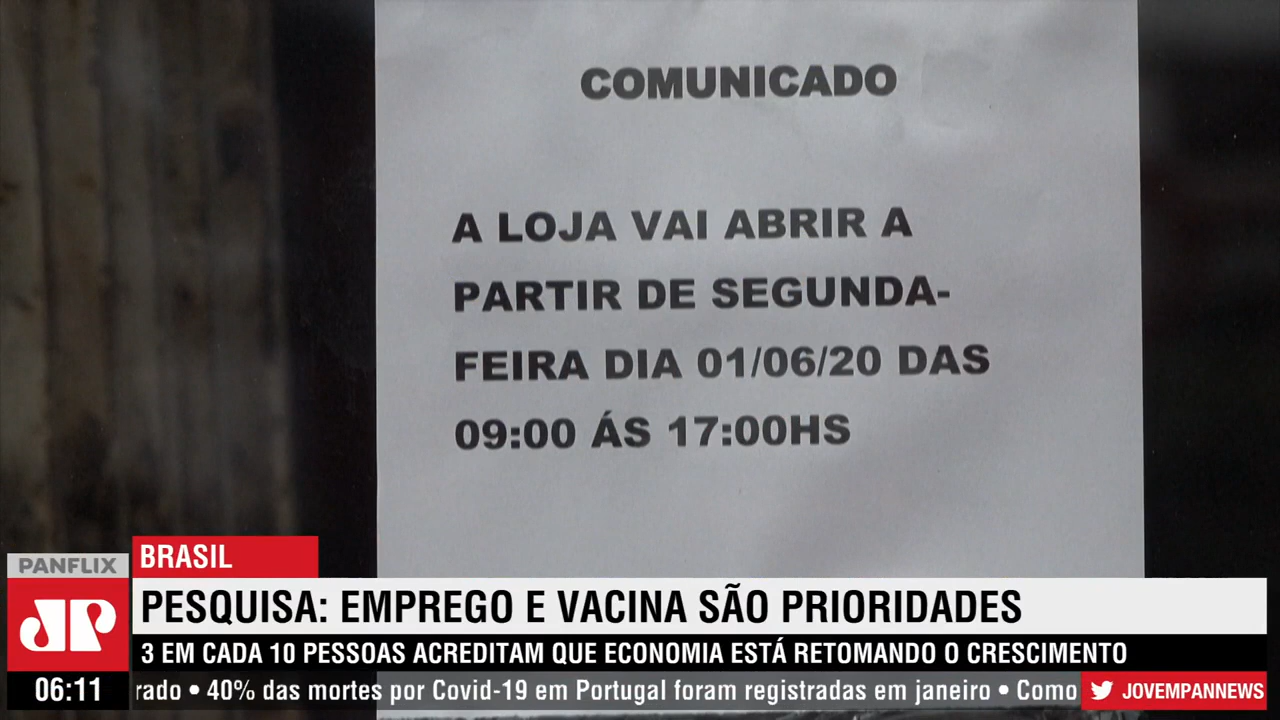 COMUNICADO
A LOJA VAI ABRIR A
PARTIR DE SEGUNDA-
FEIRA DIA 01/06/20 DAS
09:00 ÁS 17:00HS
PANFLIX
BRASIL
JP
PESQUISA: EMPREGO E VACINA SÃO PRIORIDADES
3 EM CADA 10 PESSOAS ACREDITAM QUE ECONOMIA ESTÁ RETOMANDO O CRESCIMENTO
06:11
rado • 40% das mortes por Covid-19 em Portugal foram registradas em janeiro • Como
JOVEMPANNEWS